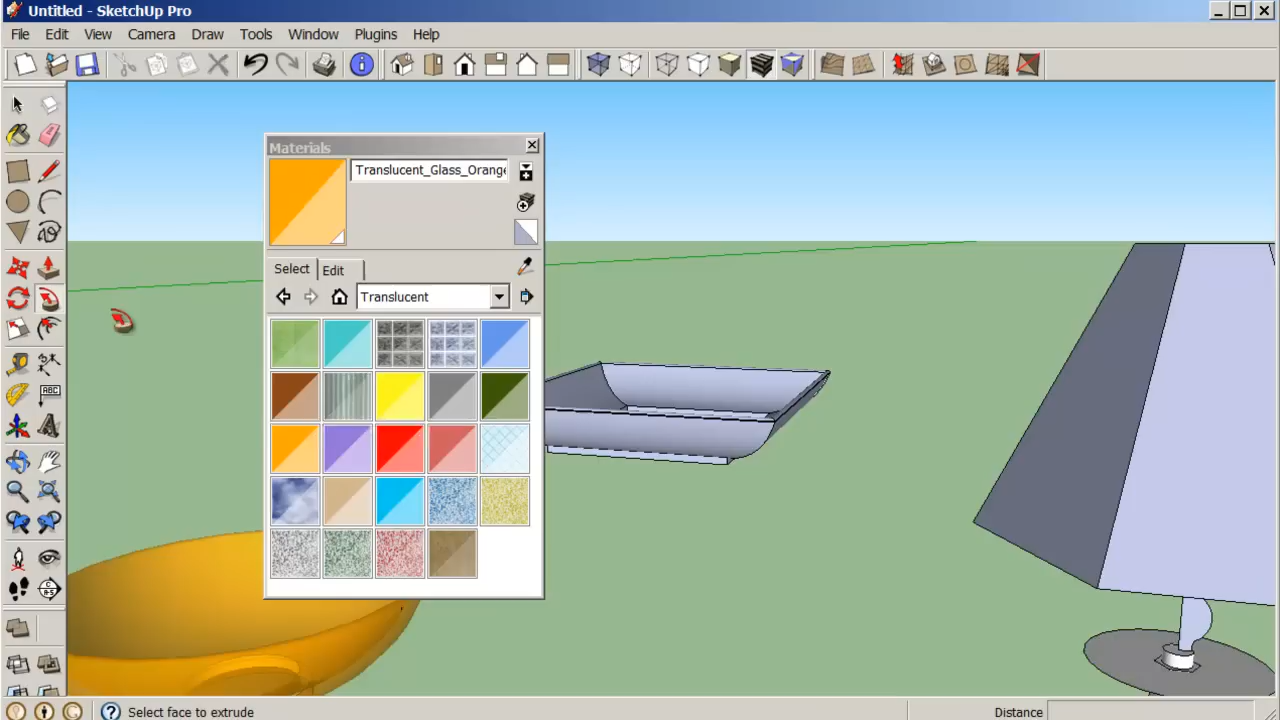 Untitled - SketchUp Pro
File Edit View Camera Draw Tools Window Plugins Help
Materials
Translucent_Glass_Orange
Select Edit
Translucent
ABC
A
Select face to extrude
Distance